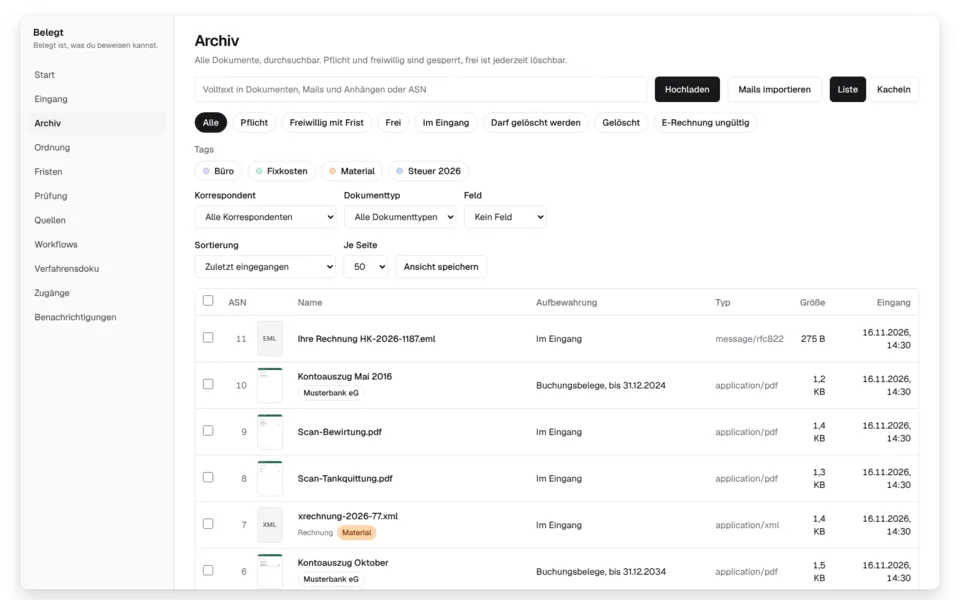 Belegt
Belegt ist, was du beweisen kannst.
Start
Eingang
Archiv
Ordnung
Fristen
Prüfung
Quellen
Workflows
Verfahrensdoku
Zugänge
Benachrichtigungen
Archiv
Alle Dokumente, durchsuchbar. Pflicht und freiwillig sind gesperrt, frei ist jederzeit löschbar.
Volltext in Dokumenten, Mails und Anhängen oder ASN
Hochladen Mails importieren Liste Kacheln
Alle Pflicht Freiwillig mit Frist Frei Im Eingang Darf gelöscht werden Gelöscht E-Rechnung ungültig
Tags
Büro Fixkosten Material Steuer 2026
Korrespondent Dokumenttyp Feld
Alle Korrespondenten Alle Dokumenttypen Kein Feld
Sortierung Je Seite
Zuletzt eingegangen 50 Ansicht speichern
ASN Name Aufbewahrung Typ Größe Eingang
11 EML Ihre Rechnung HK-2026-1187.eml Im Eingang message/rfc822 275 B 16.11.2026,
14:30
Kontoauszug Mai 2016
10 Musterbank eG Buchungsbelege, bis 31.12.2024 application/pdf 1,2 KB 16.11.2026, 14:30
9 Scan-Bewirtung.pdf Im Eingang application/pdf 1,4 KB 16.11.2026, 14:30
8 Scan-Tankquittung.pdf Im Eingang application/pdf 1,3 KB 16.11.2026, 14:30
xrechnung-2026-77.xml
7 XML Rechnung Material Im Eingang application/xml 1,4 KB 16.11.2026, 14:30
Kontoauszug Oktober
6 Musterbank eG Buchungsbelege, bis 31.12.2034 application/pdf 1,5 KB 16.11.2026, 14:30